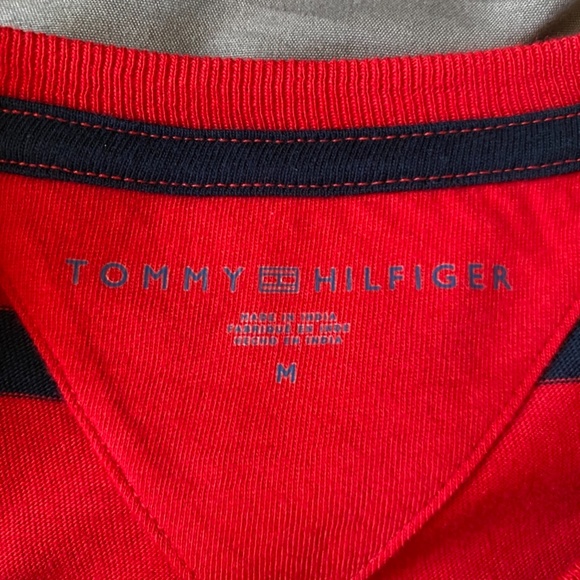 TOMMY HILFIGER
MADE IN INDIA
FABRIQUÉ EN INDE
HECHO EN INDIA
M